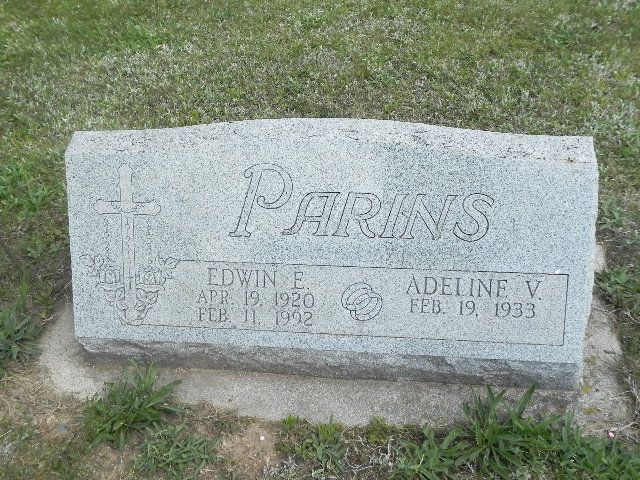 PARINS
EDWIN E.
APR. 19, 1920
FEB. 11, 1992
ADELINE V.
FEB. 19, 1933